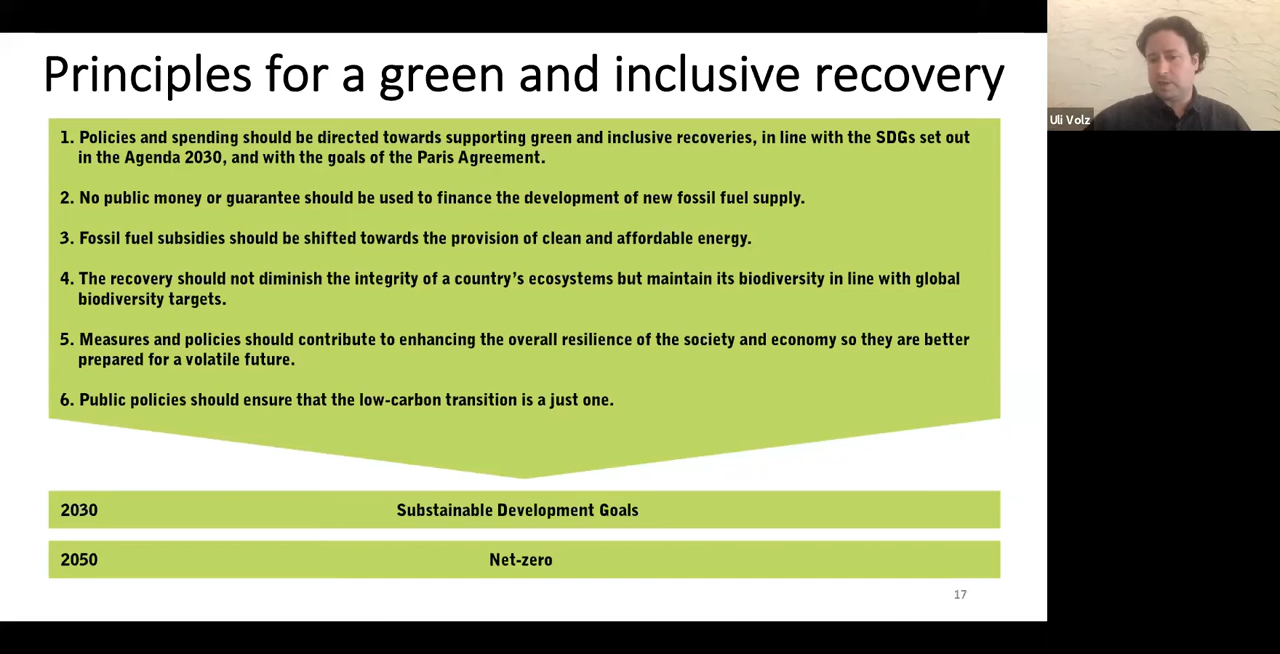 Principles for a green and inclusive recovery
1. Policies and spending should be directed towards supporting green and inclusive recoveries, in line with the SDGs set out
in the Agenda 2030, and with the goals of the Paris Agreement.
2. No public money or guarantee should be used to finance the development of new fossil fuel supply.
3. Fossil fuel subsidies should be shifted towards the provision of clean and affordable energy.
4. The recovery should not diminish the integrity of a country's ecosystems but maintain its biodiversity in line with global
biodiversity targets.
5. Measures and policies should contribute to enhancing the overall resilience of the society and economy so they are better
prepared for a volatile future.
6. Public policies should ensure that the low-carbon transition is a just one.
2030 Substainable Development Goals
2050 Net-zero
17
Uli Volz